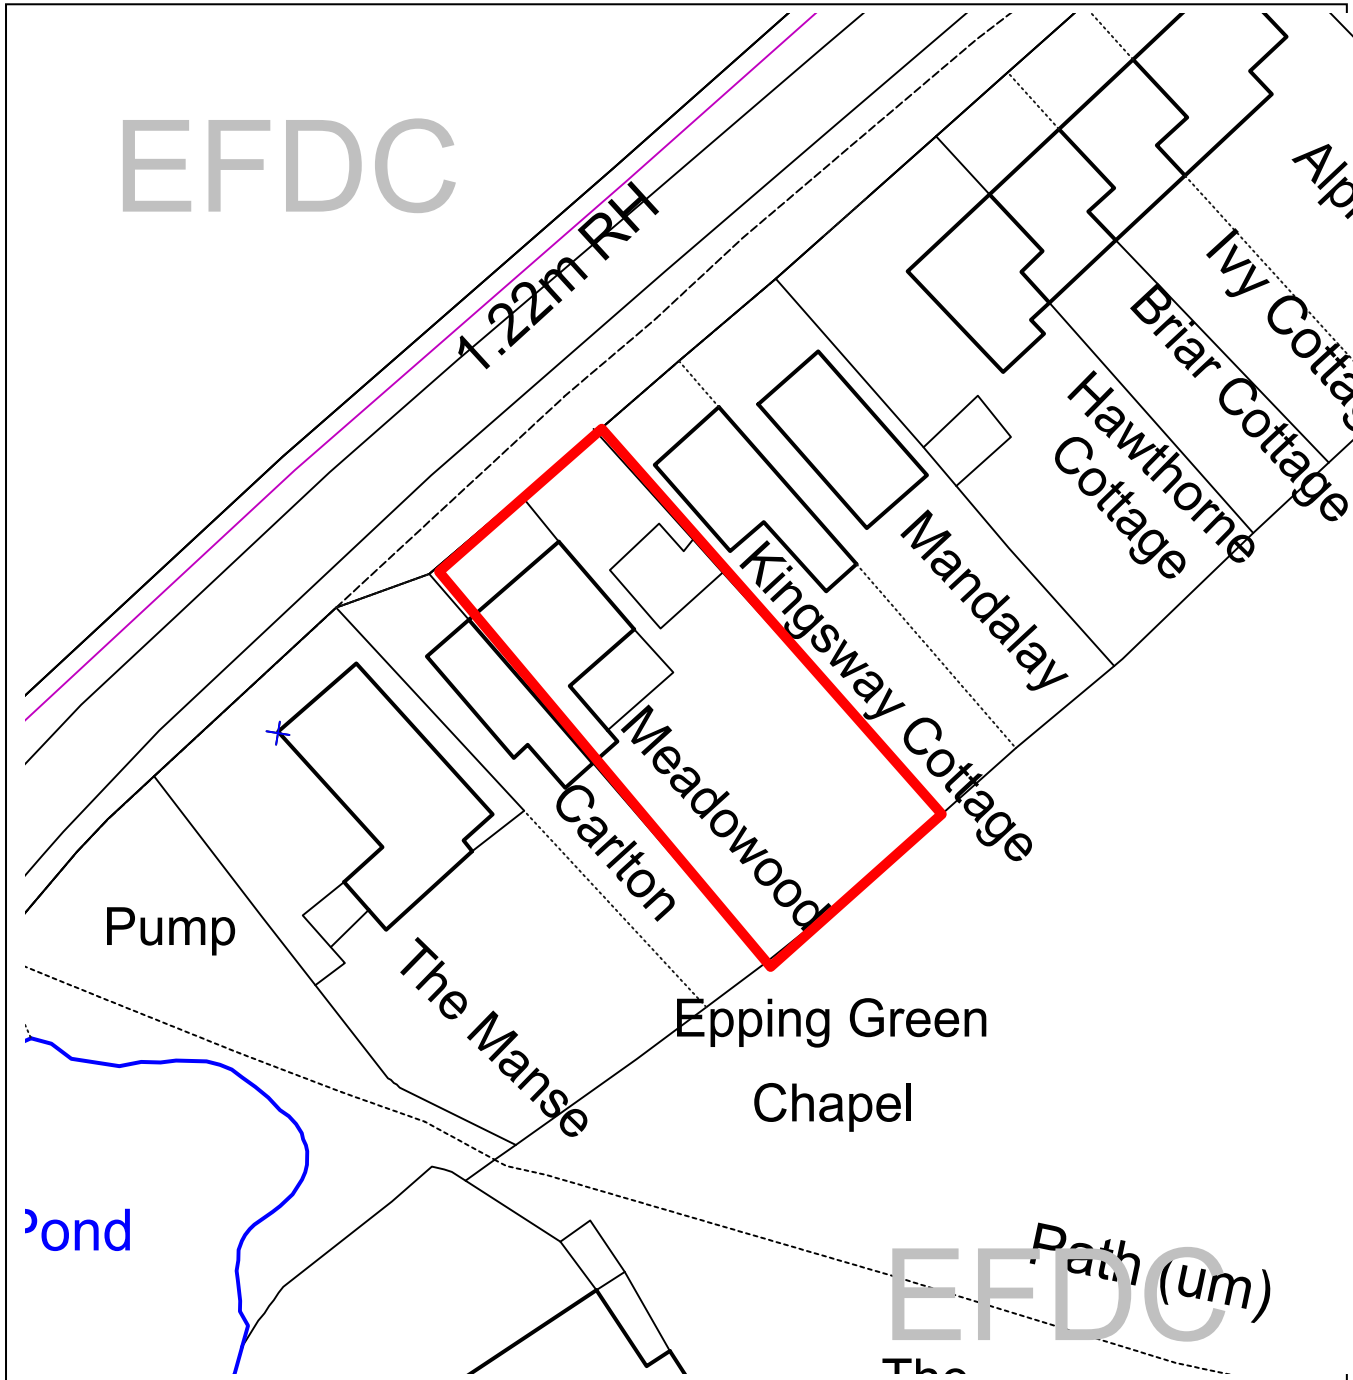 EFDC
1.22m RH
Ivy
Briar Cottage
Hawthorne
Cottage
Mandalay
Kingsway Cottage
Meadowood
Carlton
Pump
The Manse
Epping Green
Chapel
Pond
Path (um)
EFDC
The